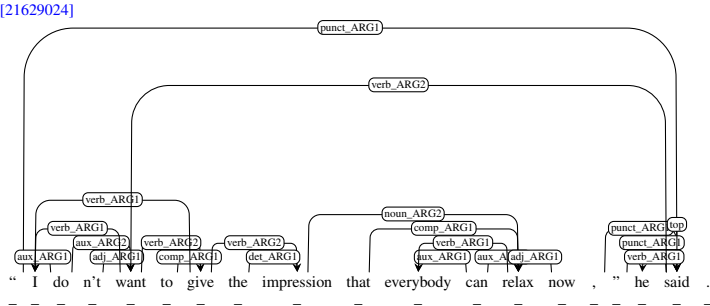 [21629024]
punct_ARG1
verb_ARG2
verb_ARG1
noun_ARG2
verb_ARG1 comp_ARG1 punct_ARG1 top
aux_ARG2 verb_ARG2 verb_ARG2 verb_ARG1 punct_ARG1
aux_ARG1 adj_ARG1 comp_ARG1 det_ARG1 aux_ARG1 aux_A adj_ARG1 verb_ARG1
“ I do n't want to give the impression that everybody can relax now , ” he said .
_ _ _ _ _ _ _ _ _ _ _ _ _ _ _ _ _ _ _